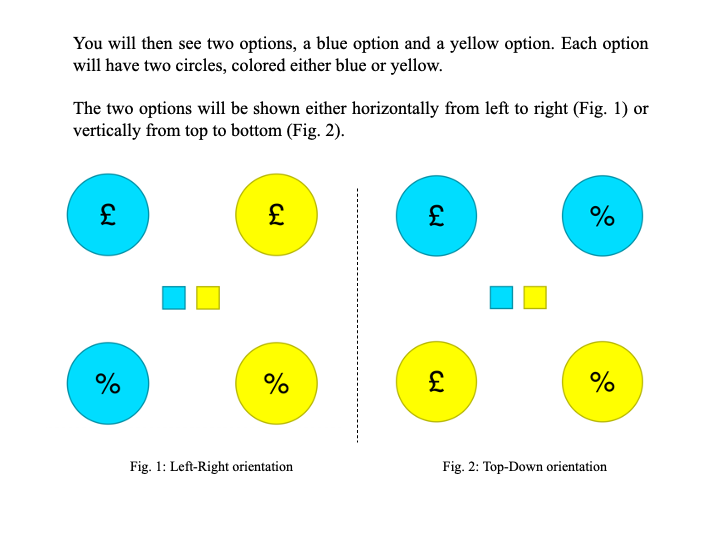 You will then see two options, a blue option and a yellow option. Each option
will have two circles, colored either blue or yellow.
The two options will be shown either horizontally from left to right (Fig. 1) or
vertically from top to bottom (Fig. 2).
£ £ £ %
% % £ %
Fig. 1: Left-Right orientation
Fig. 2: Top-Down orientation